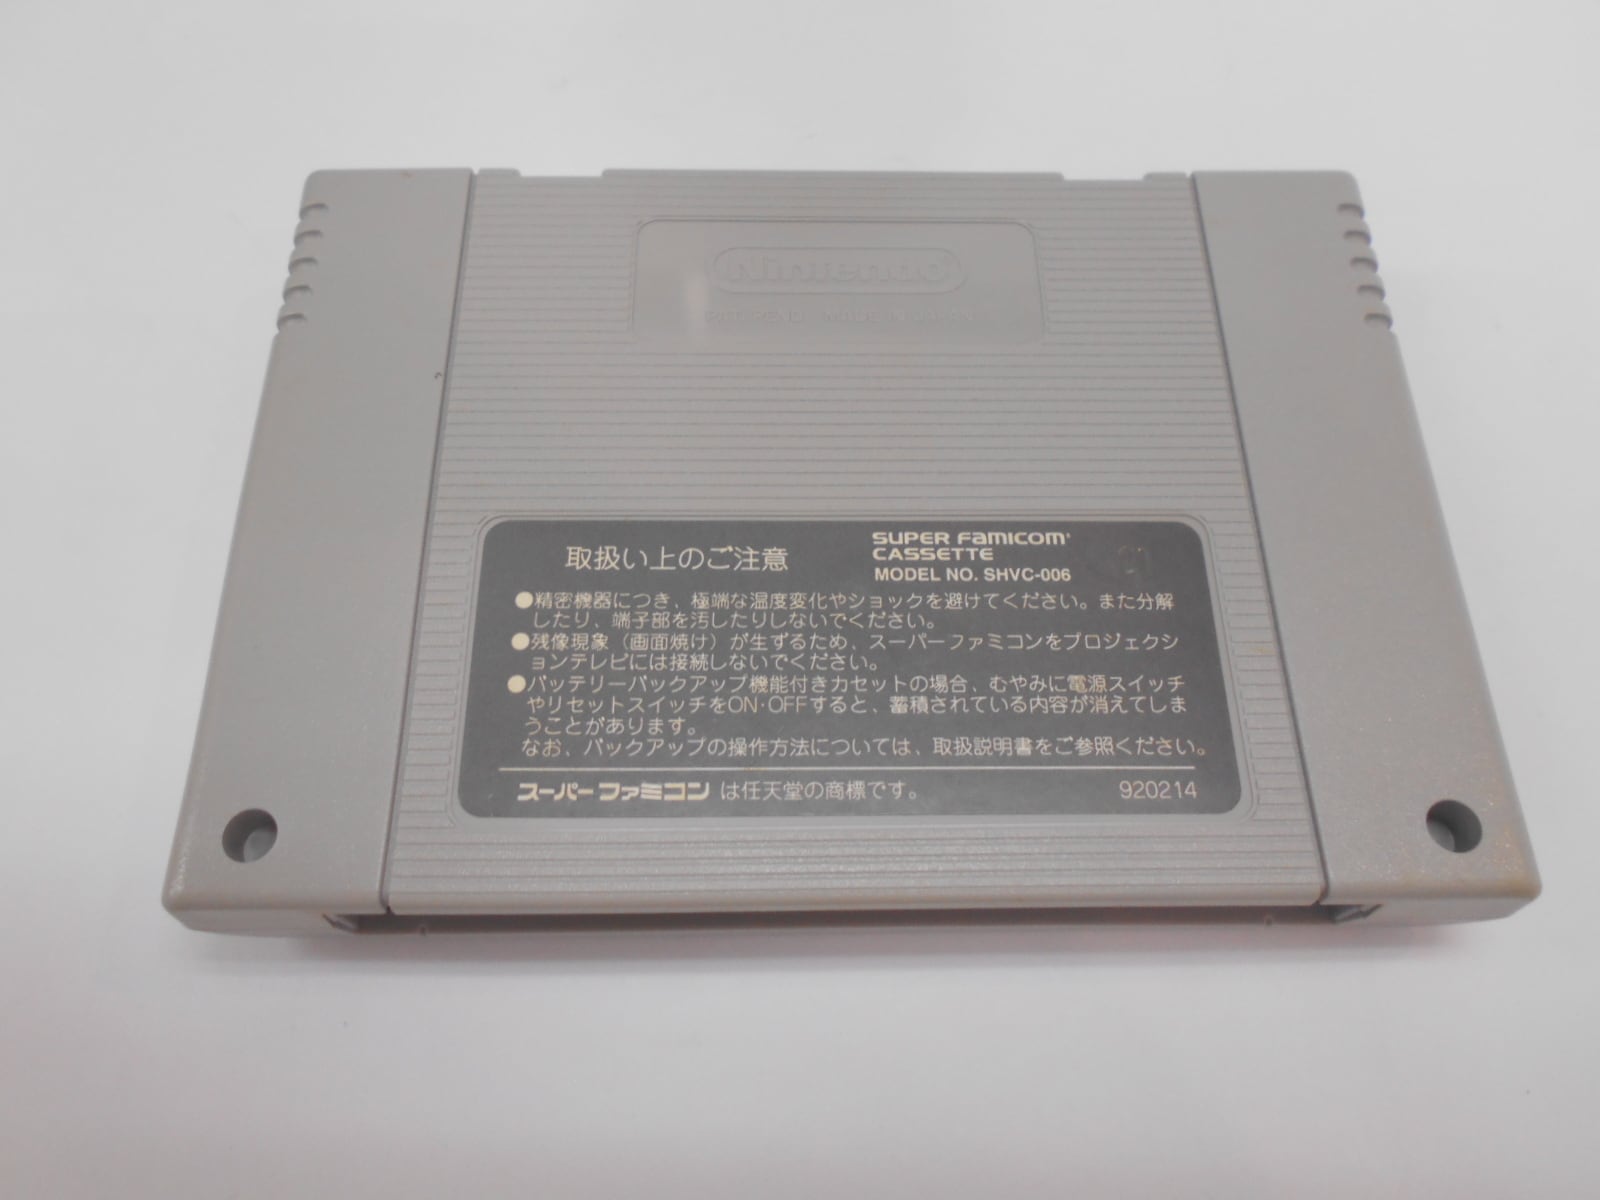 Nintendo
PAT. PEND. MADE IN JAPAN
取扱い上のご注意
SUPER FAMICOM
CASSETTE
MODEL NO. SHVC-006
●精密機器につき、極端な温度変化やショックを避けてください。また分解
したり、端子部を汚したりしないでください。
●残像現象（画面焼け）が生ずるため、スーパーファミコンをプロジェクシ
ョンテレビには接続しないでください。
●バッテリーバックアップ機能付きカセットの場合、むやみに電源スイッチ
やリセットスイッチをON・OFFすると、蓄積されている内容が消えてしま
うことがあります。
なお、バックアップの操作方法については、取扱説明書をご参照ください。
スーパーファミコンは任天堂の商標です。
920214